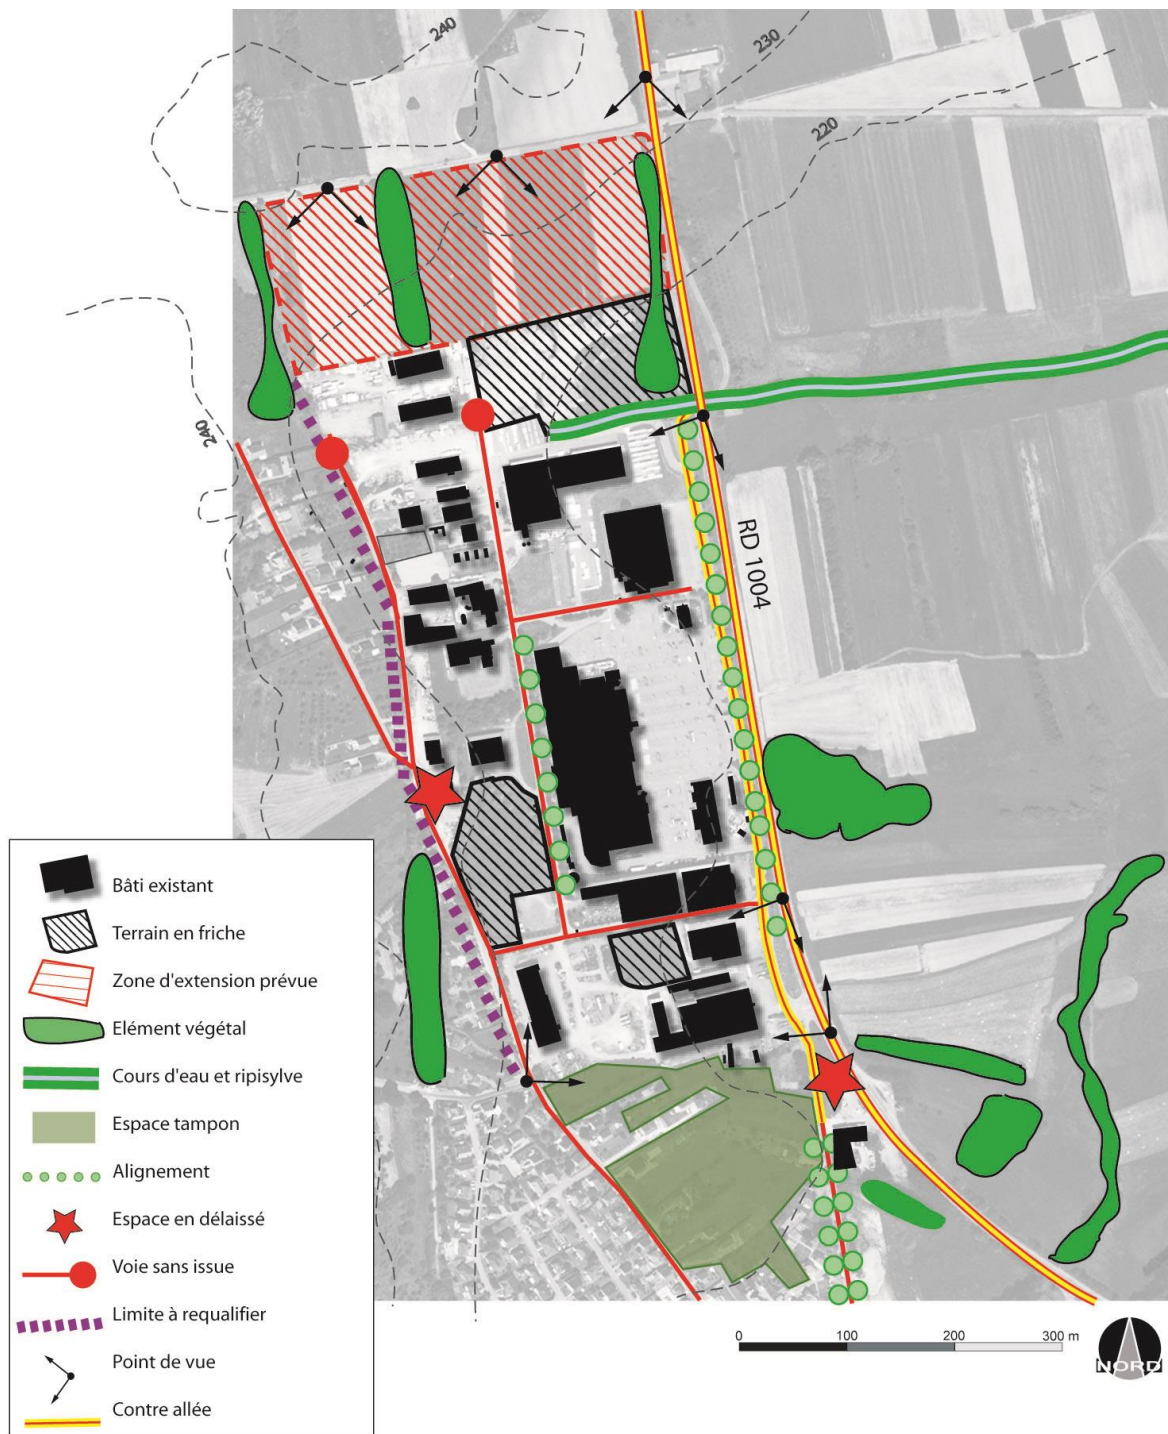 240
230
220
240
RD 1004
Bâti existant
Terrain en friche
Zone d'extension prévue
Elément végétal
Cours d'eau et ripisylve
Espace tampon
Alignement
Espace en délaissé
Voie sans issue
Limite à requalifier
Point de vue
Contre allée
0 100 200 300 m
NORD